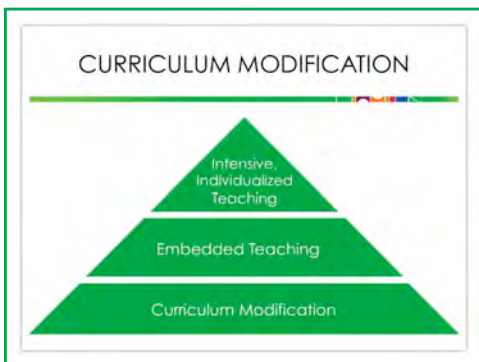 CURRICULUM MODIFICATION
Intensive,
Individualized
Teaching
Embedded Teaching
Curriculum Modification